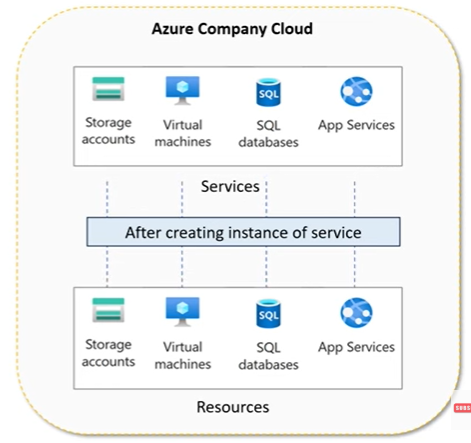 Azure Company Cloud
Storage accounts
Virtual machines
SQL
SQL databases
App Services
Services
After creating instance of service
Storage accounts
Virtual machines
SQL
SQL databases
App Services
Resources